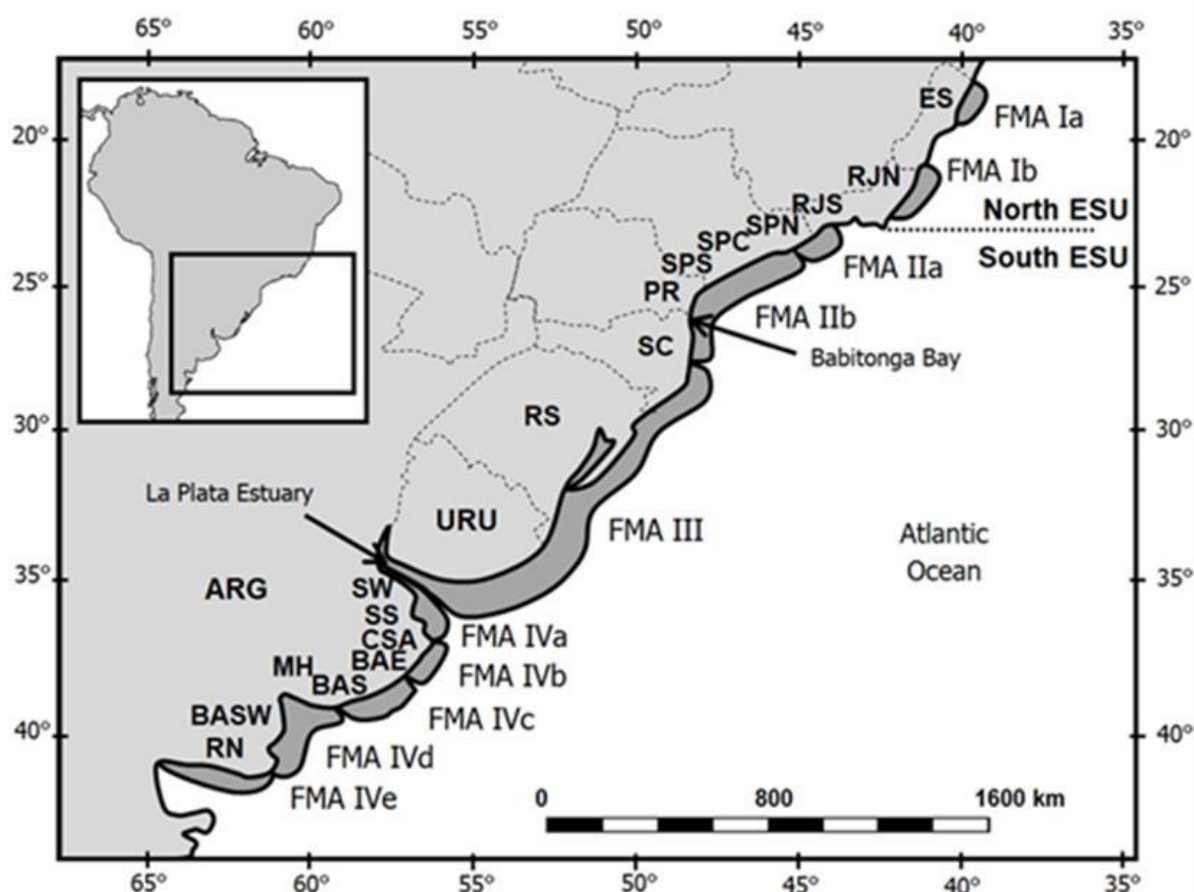 65° 60° 55° 50° 45° 40° 35°
ES
FMA Ia
20° 20°
RJN
FMA Ib
RJS
North ESU
SPN
SPC
South ESU
SPS
FMA IIa
25° 25°
PR
FMA IIb
SC
Babitonga Bay
RS
30° 30°
La Plata Estuary
URU
FMA III
Atlantic
Ocean
35° 35°
ARG
SW
SS
CSA
FMA IVa
BAE
MH
FMA IVb
BAS
BASW
FMA IVc
40° 40°
RN
FMA IVd
FMA IVe
0 800 1600 km
65° 60° 55° 50° 45° 40° 35°